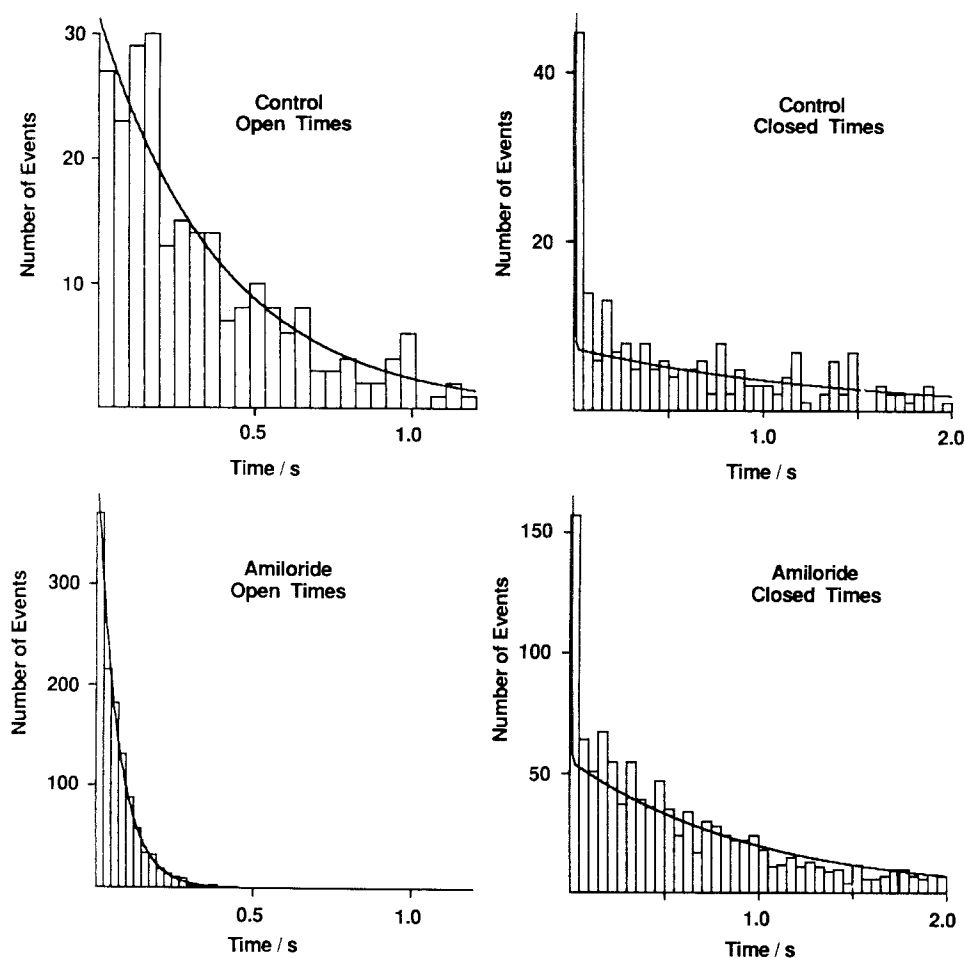 30
20
10
Number of Events
Control
Open Times
0.5
1.0
Time / s
40
20
Number of Events
Control
Closed Times
1.0
2.0
Time / s
300
200
100
Number of Events
Amiloride
Open Times
0.5
1.0
Time / s
150
100
50
Number of Events
Amiloride
Closed Times
1.0
2.0
Time / s